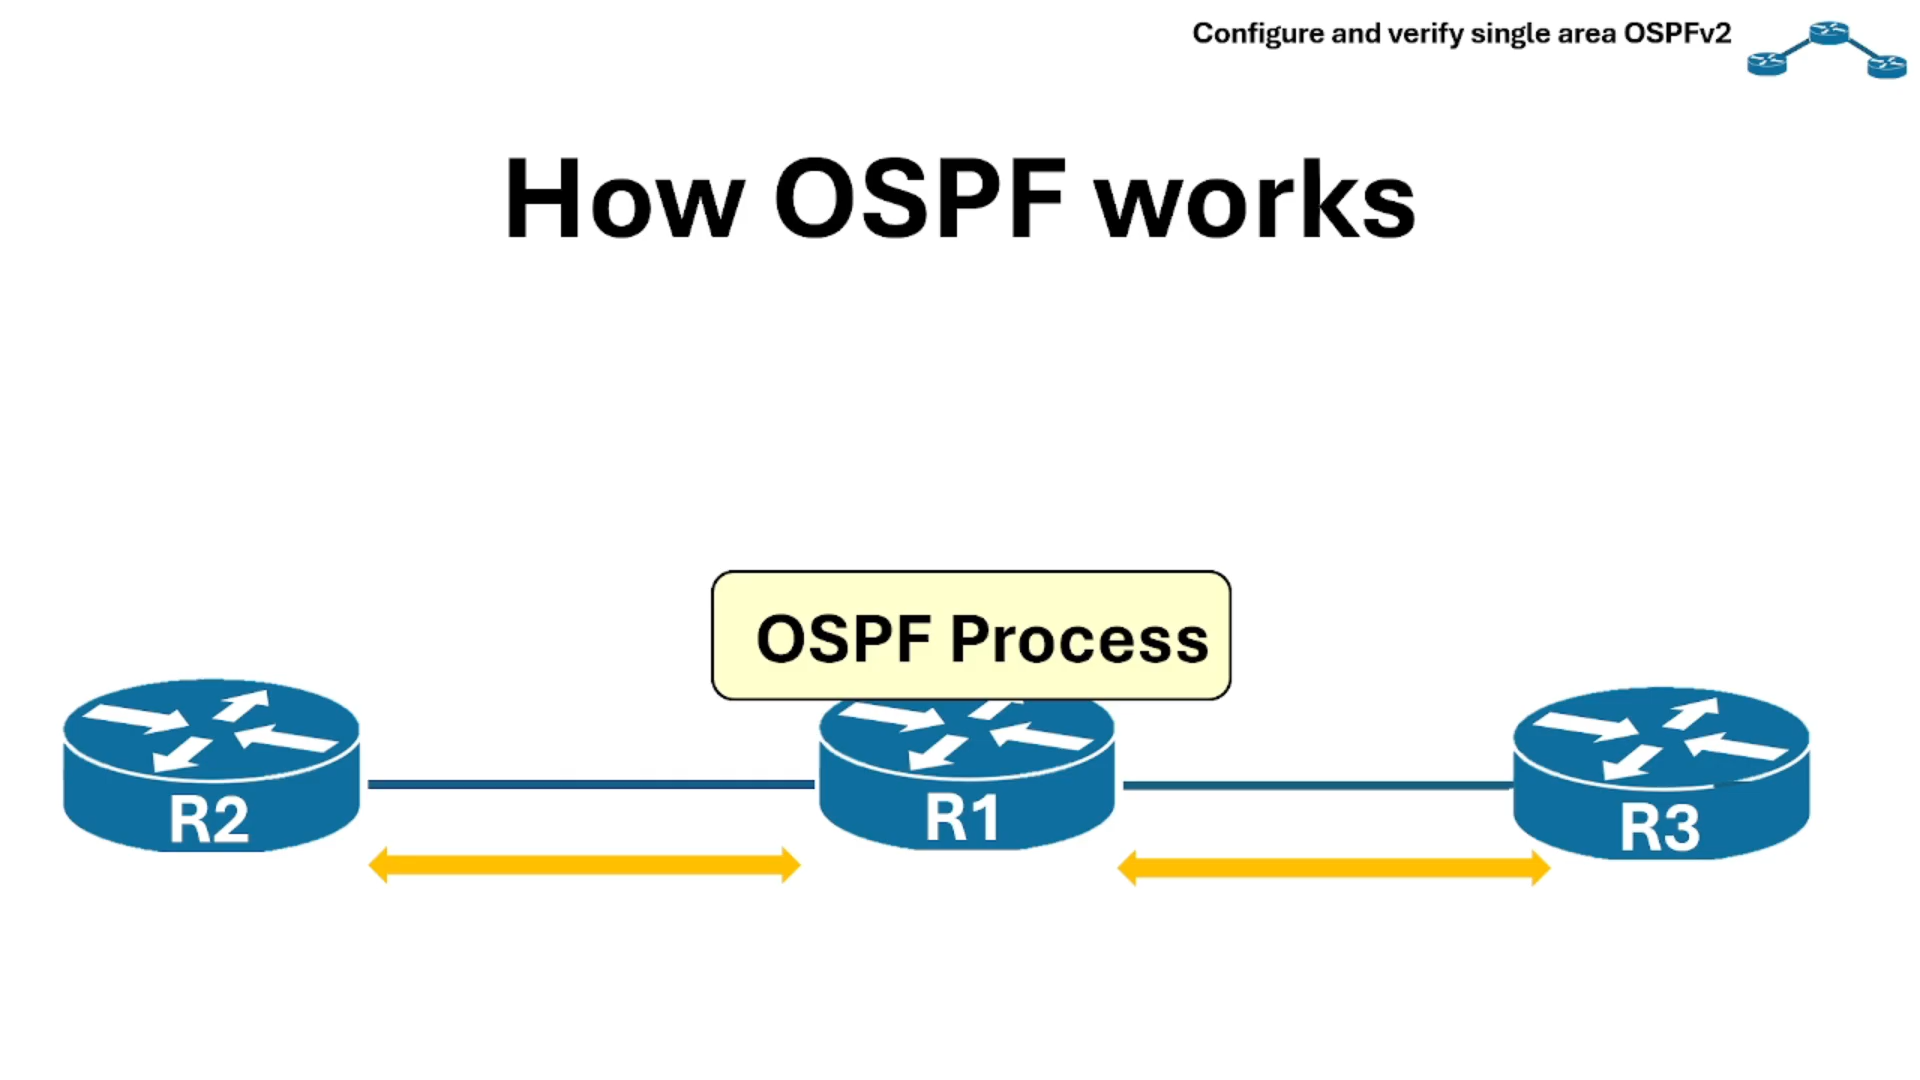 Configure and verify single area OSPFv2
How OSPF works
OSPF Process
R2
R1
R3